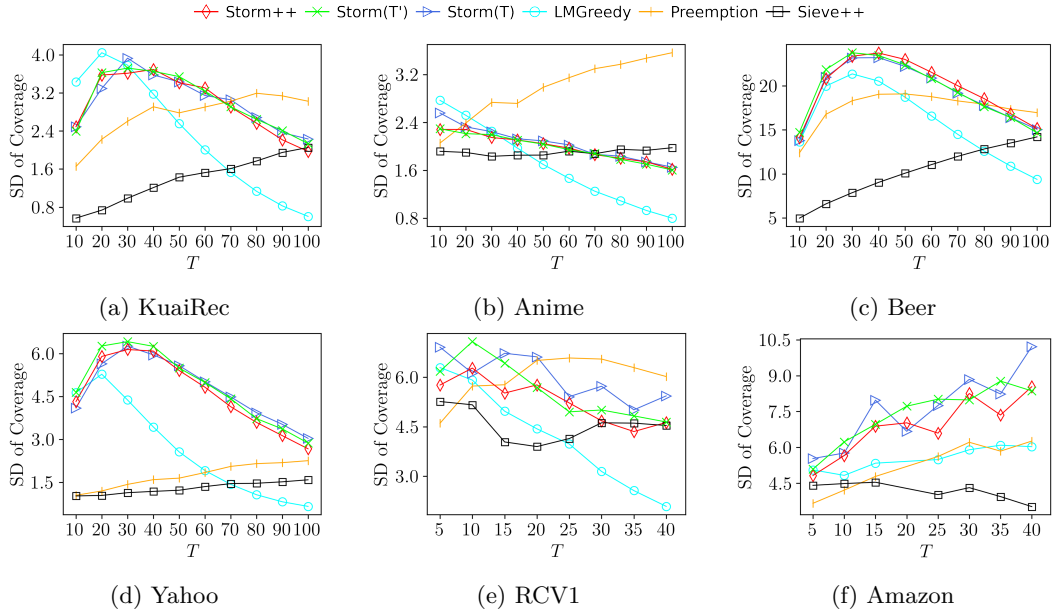 Storm++ Storm(T') Storm(T) LMGreedy Preemption Sieve++
SD of Coverage
4.0
3.2
2.4
1.6
0.8
10 20 30 40 50 60 70 80 90 100
T
(a) KuaiRec
SD of Coverage
3.2
2.4
1.6
0.8
10 20 30 40 50 60 70 80 90 100
T
(b) Anime
SD of Coverage
20
15
10
5
10 20 30 40 50 60 70 80 90 100
T
(c) Beer
SD of Coverage
6.0
4.5
3.0
1.5
10 20 30 40 50 60 70 80 90 100
T
(d) Yahoo
SD of Coverage
6.0
4.5
3.0
5 10 15 20 25 30 35 40
T
(e) RCV1
SD of Coverage
10.5
9.0
7.5
6.0
4.5
5 10 15 20 25 30 35 40
T
(f) Amazon